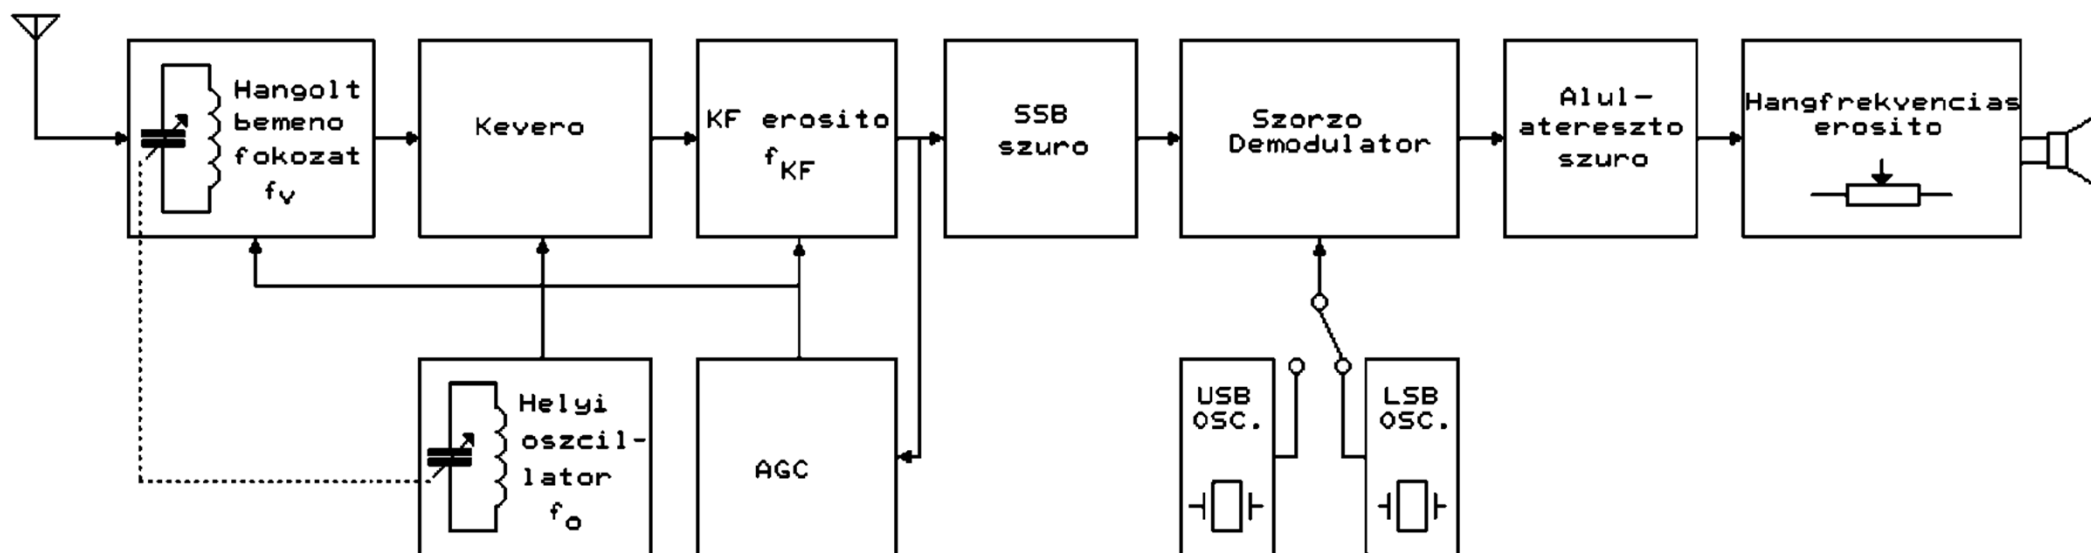 Hangolt
bemeno
fokozat
fv
Kevero
KF erosito
fKF
SSB
szuro
Szorzo
Demodulator
Alul-
atereszto
szuro
Hangfrekvencias
erosito
Helyi
oszcil-
lator
fo
AGC
USB
OSC.
LSB
OSC.